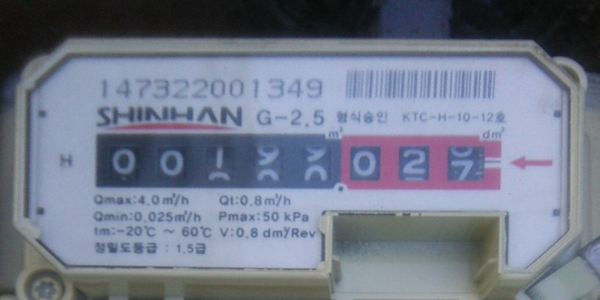 147322001349
SHINHAN G-2.5 형식승인 KTC-H-10-12호
m³ dm³
H 001 027
Qmax:4.0㎥/h Qt:0.8㎥/h
Qmin:0.025㎥/h Pmax:50 kPa
tm:-20℃ ~ 60℃ V:0.8 dm³/Rev
정밀도등급 : 1.5급